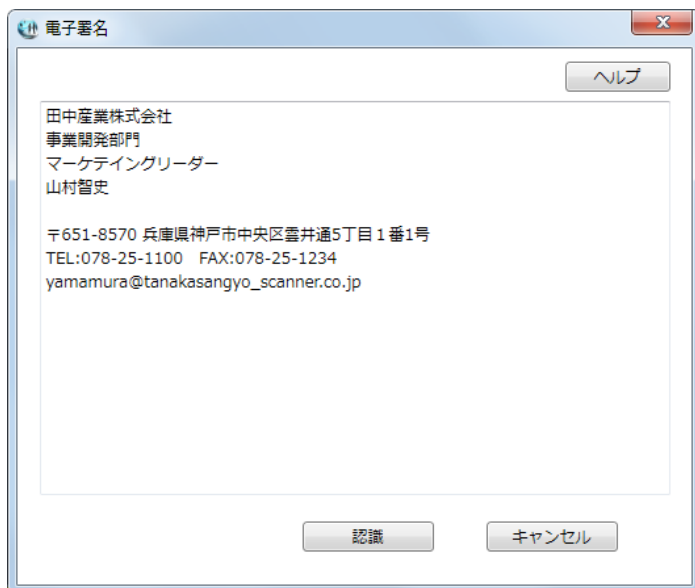 電子署名
ヘルプ
田中産業株式会社
事業開発部門
マーケテイングリーダー
山村智史
〒651-8570 兵庫県神戸市中央区雲井通5丁目１番1号
TEL:078-25-1100　FAX:078-25-1234
yamamura@tanakasangyo_scanner.co.jp
認識
キャンセル